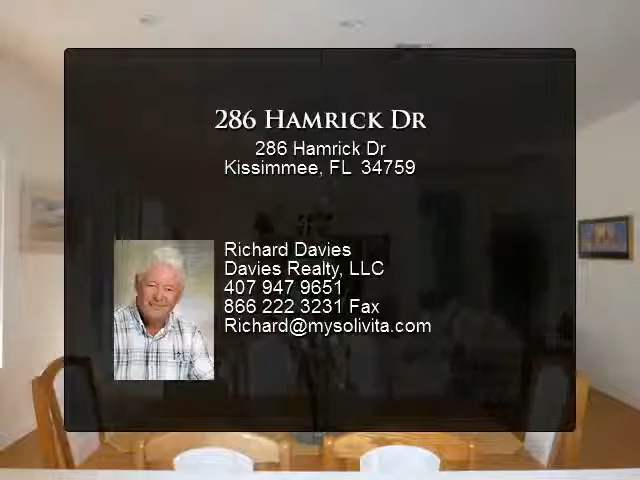 286 HAMRICK DR
286 Hamrick Dr
Kissimmee, FL 34759
Richard Davies
Davies Realty, LLC
407 947 9651
866 222 3231 Fax
Richard@mysolivita.com